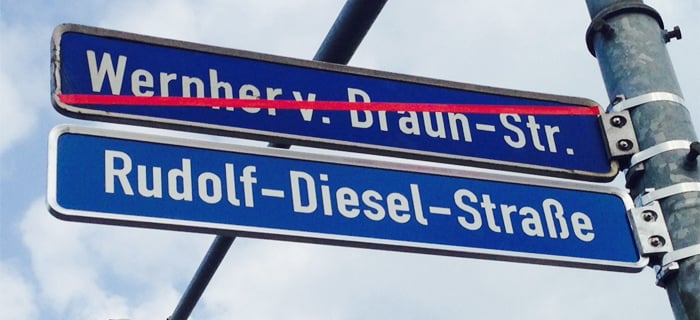 Wernher v. Braun-Str.
Rudolf-Diesel-Straße